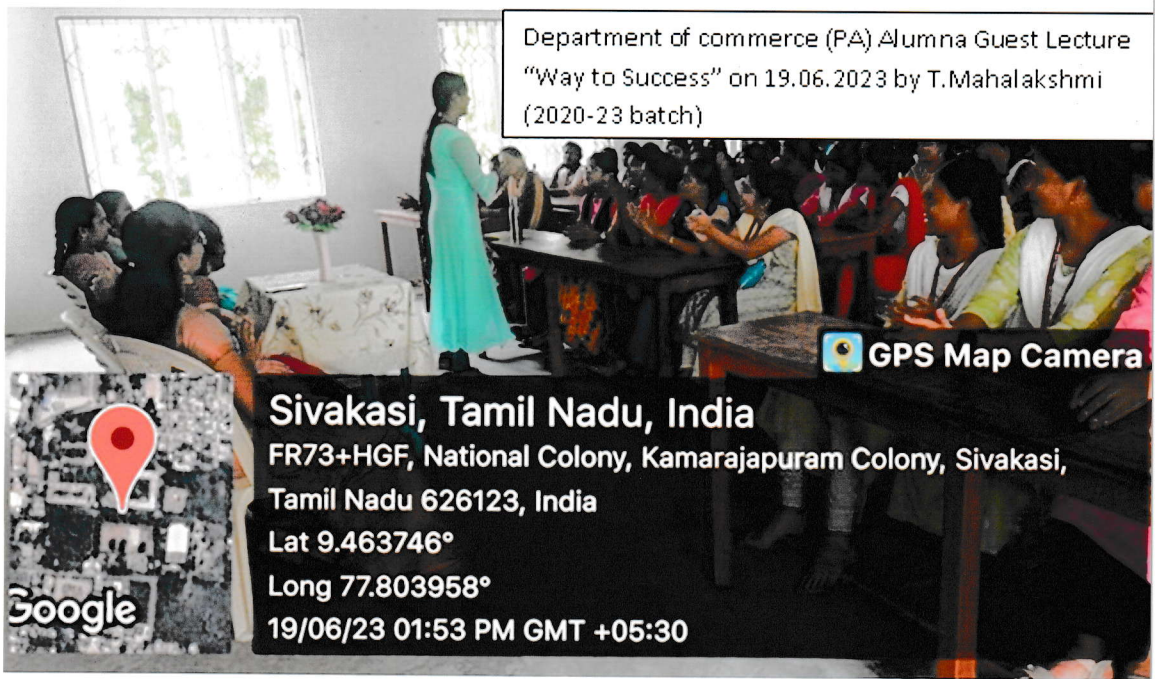 Department of commerce (PA) Alumna Guest Lecture
“Way to Success” on 19.06.2023 by T.Mahalakshmi
(2020-23 batch)
GPS Map Camera
Sivakasi, Tamil Nadu, India
FR73+HGF, National Colony, Kamarajapuram Colony, Sivakasi,
Tamil Nadu 626123, India
Lat 9.463746°
Long 77.803958°
19/06/23 01:53 PM GMT +05:30
Google